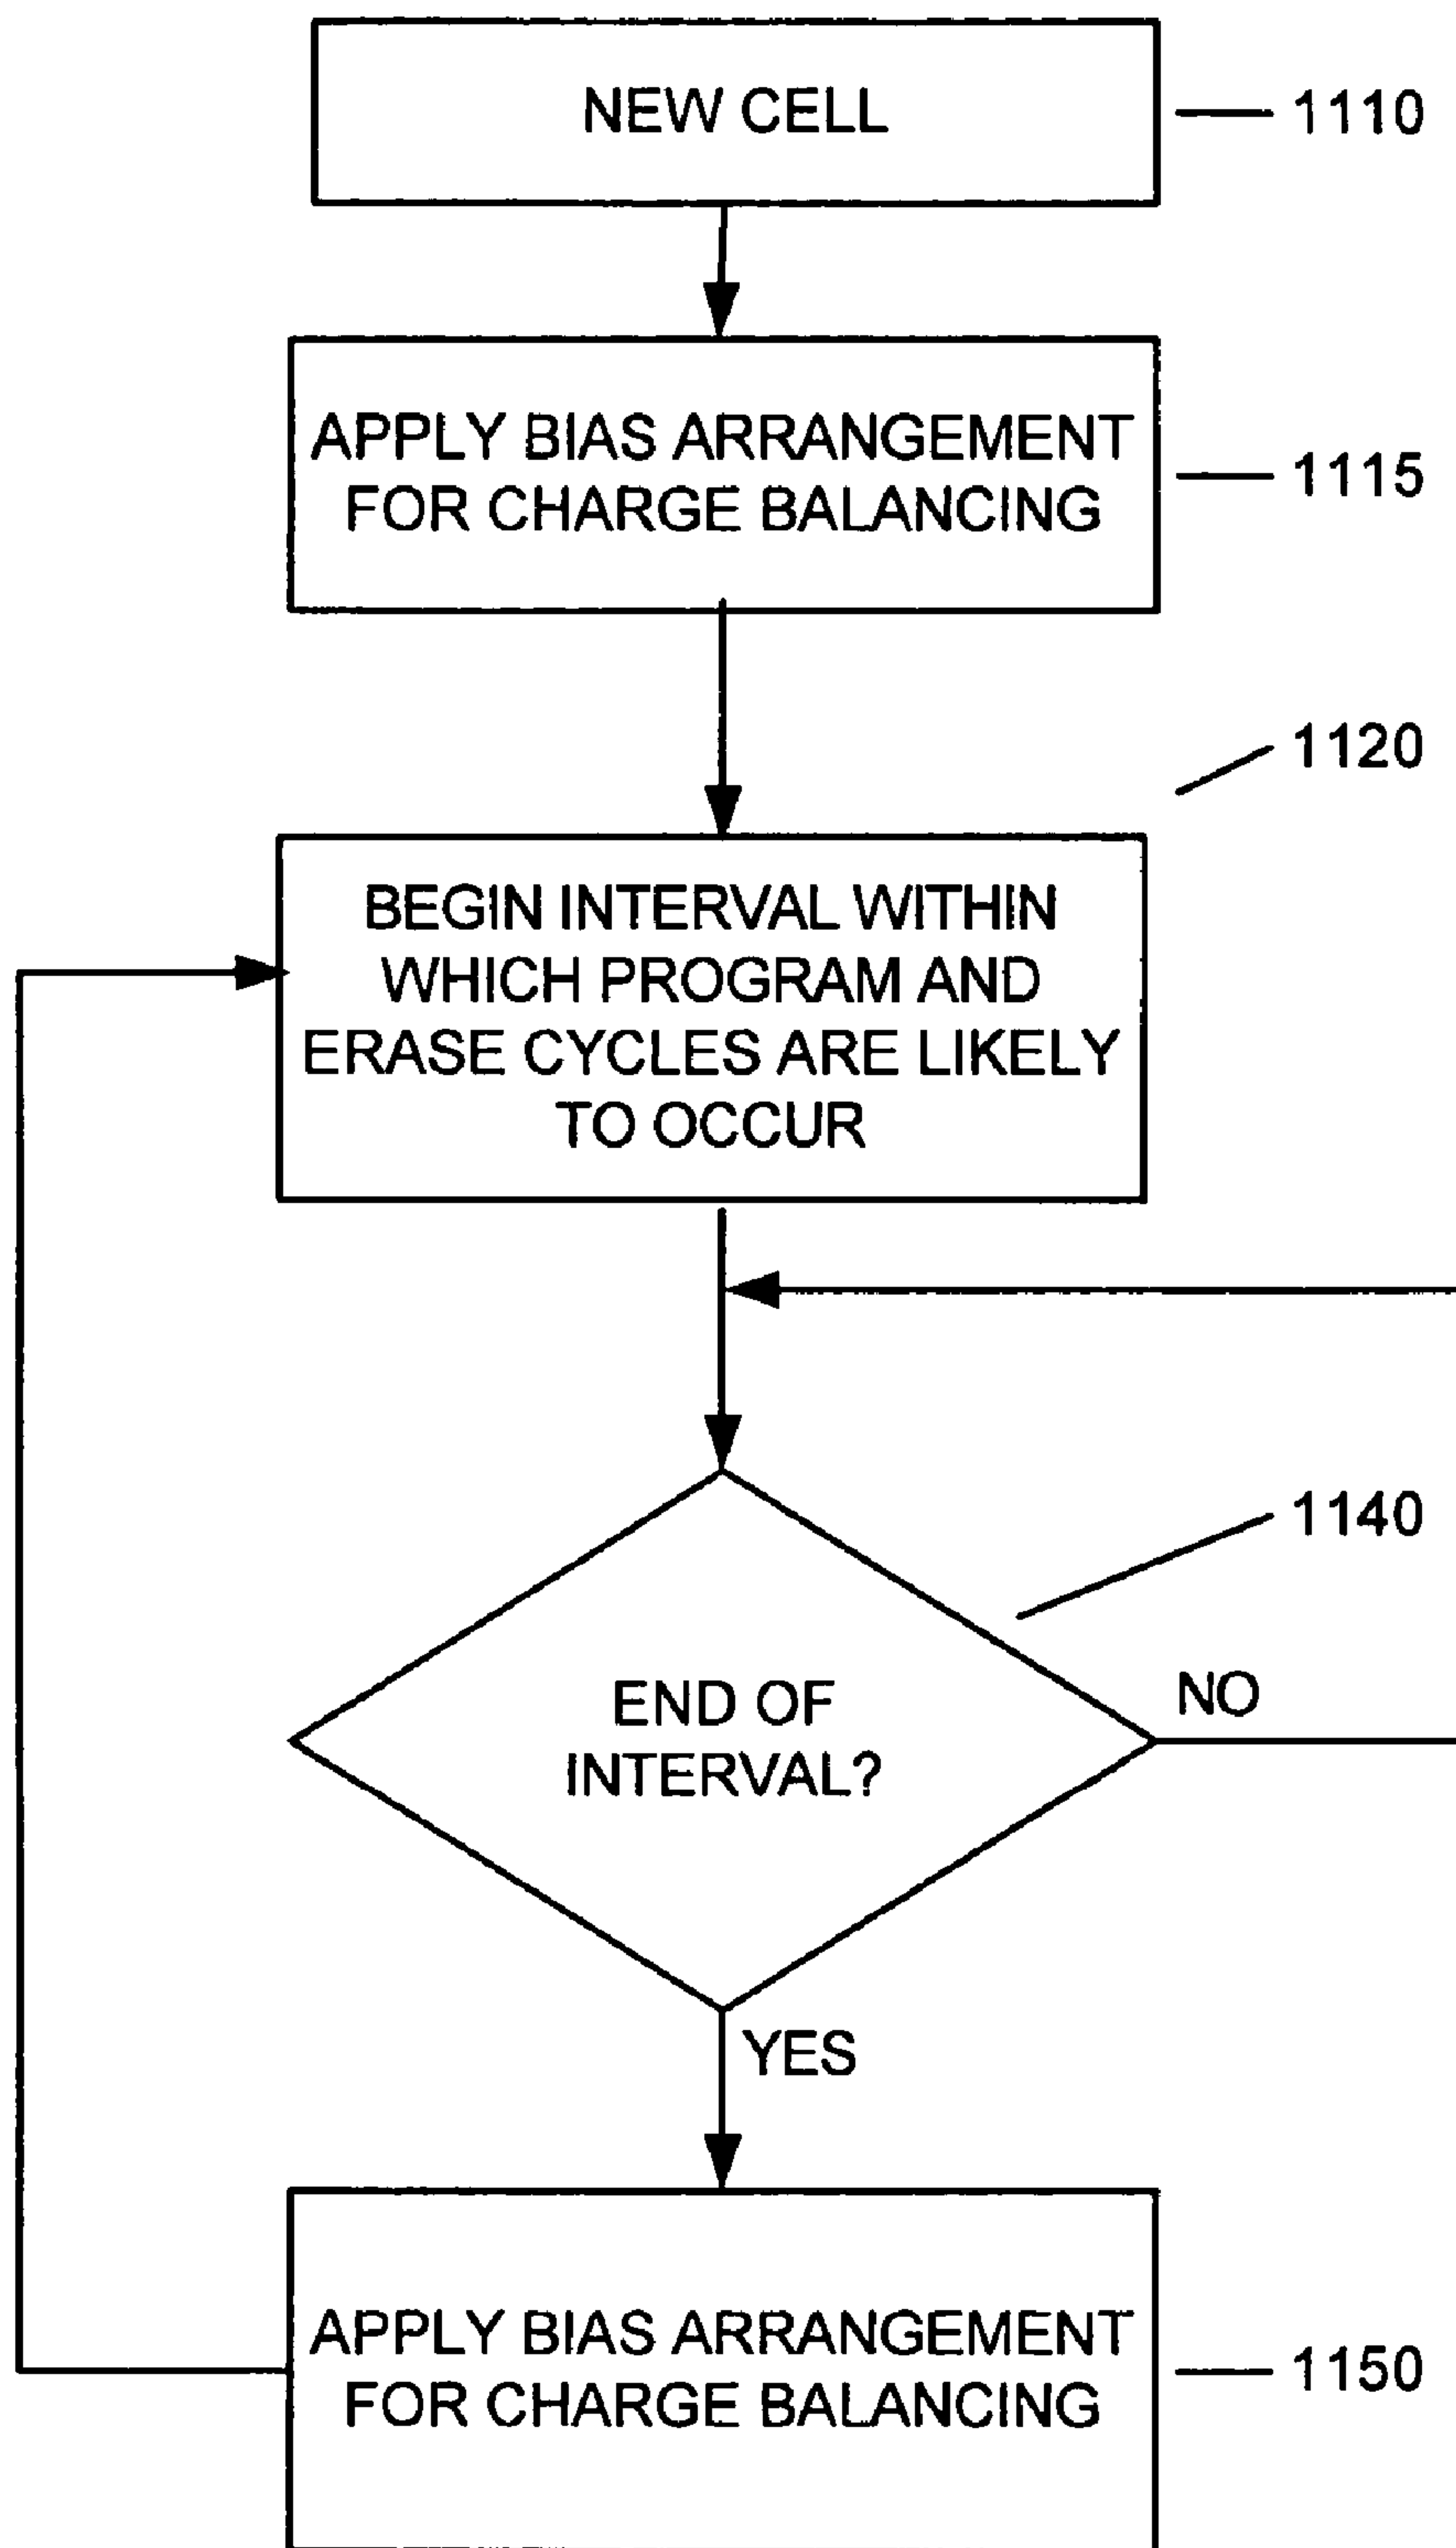 NEW CELL
1110
APPLY BIAS ARRANGEMENT
FOR CHARGE BALANCING
1115
1120
BEGIN INTERVAL WITHIN
WHICH PROGRAM AND
ERASE CYCLES ARE LIKELY
TO OCCUR
1140
END OF
INTERVAL?
NO
YES
APPLY BIAS ARRANGEMENT
FOR CHARGE BALANCING
1150